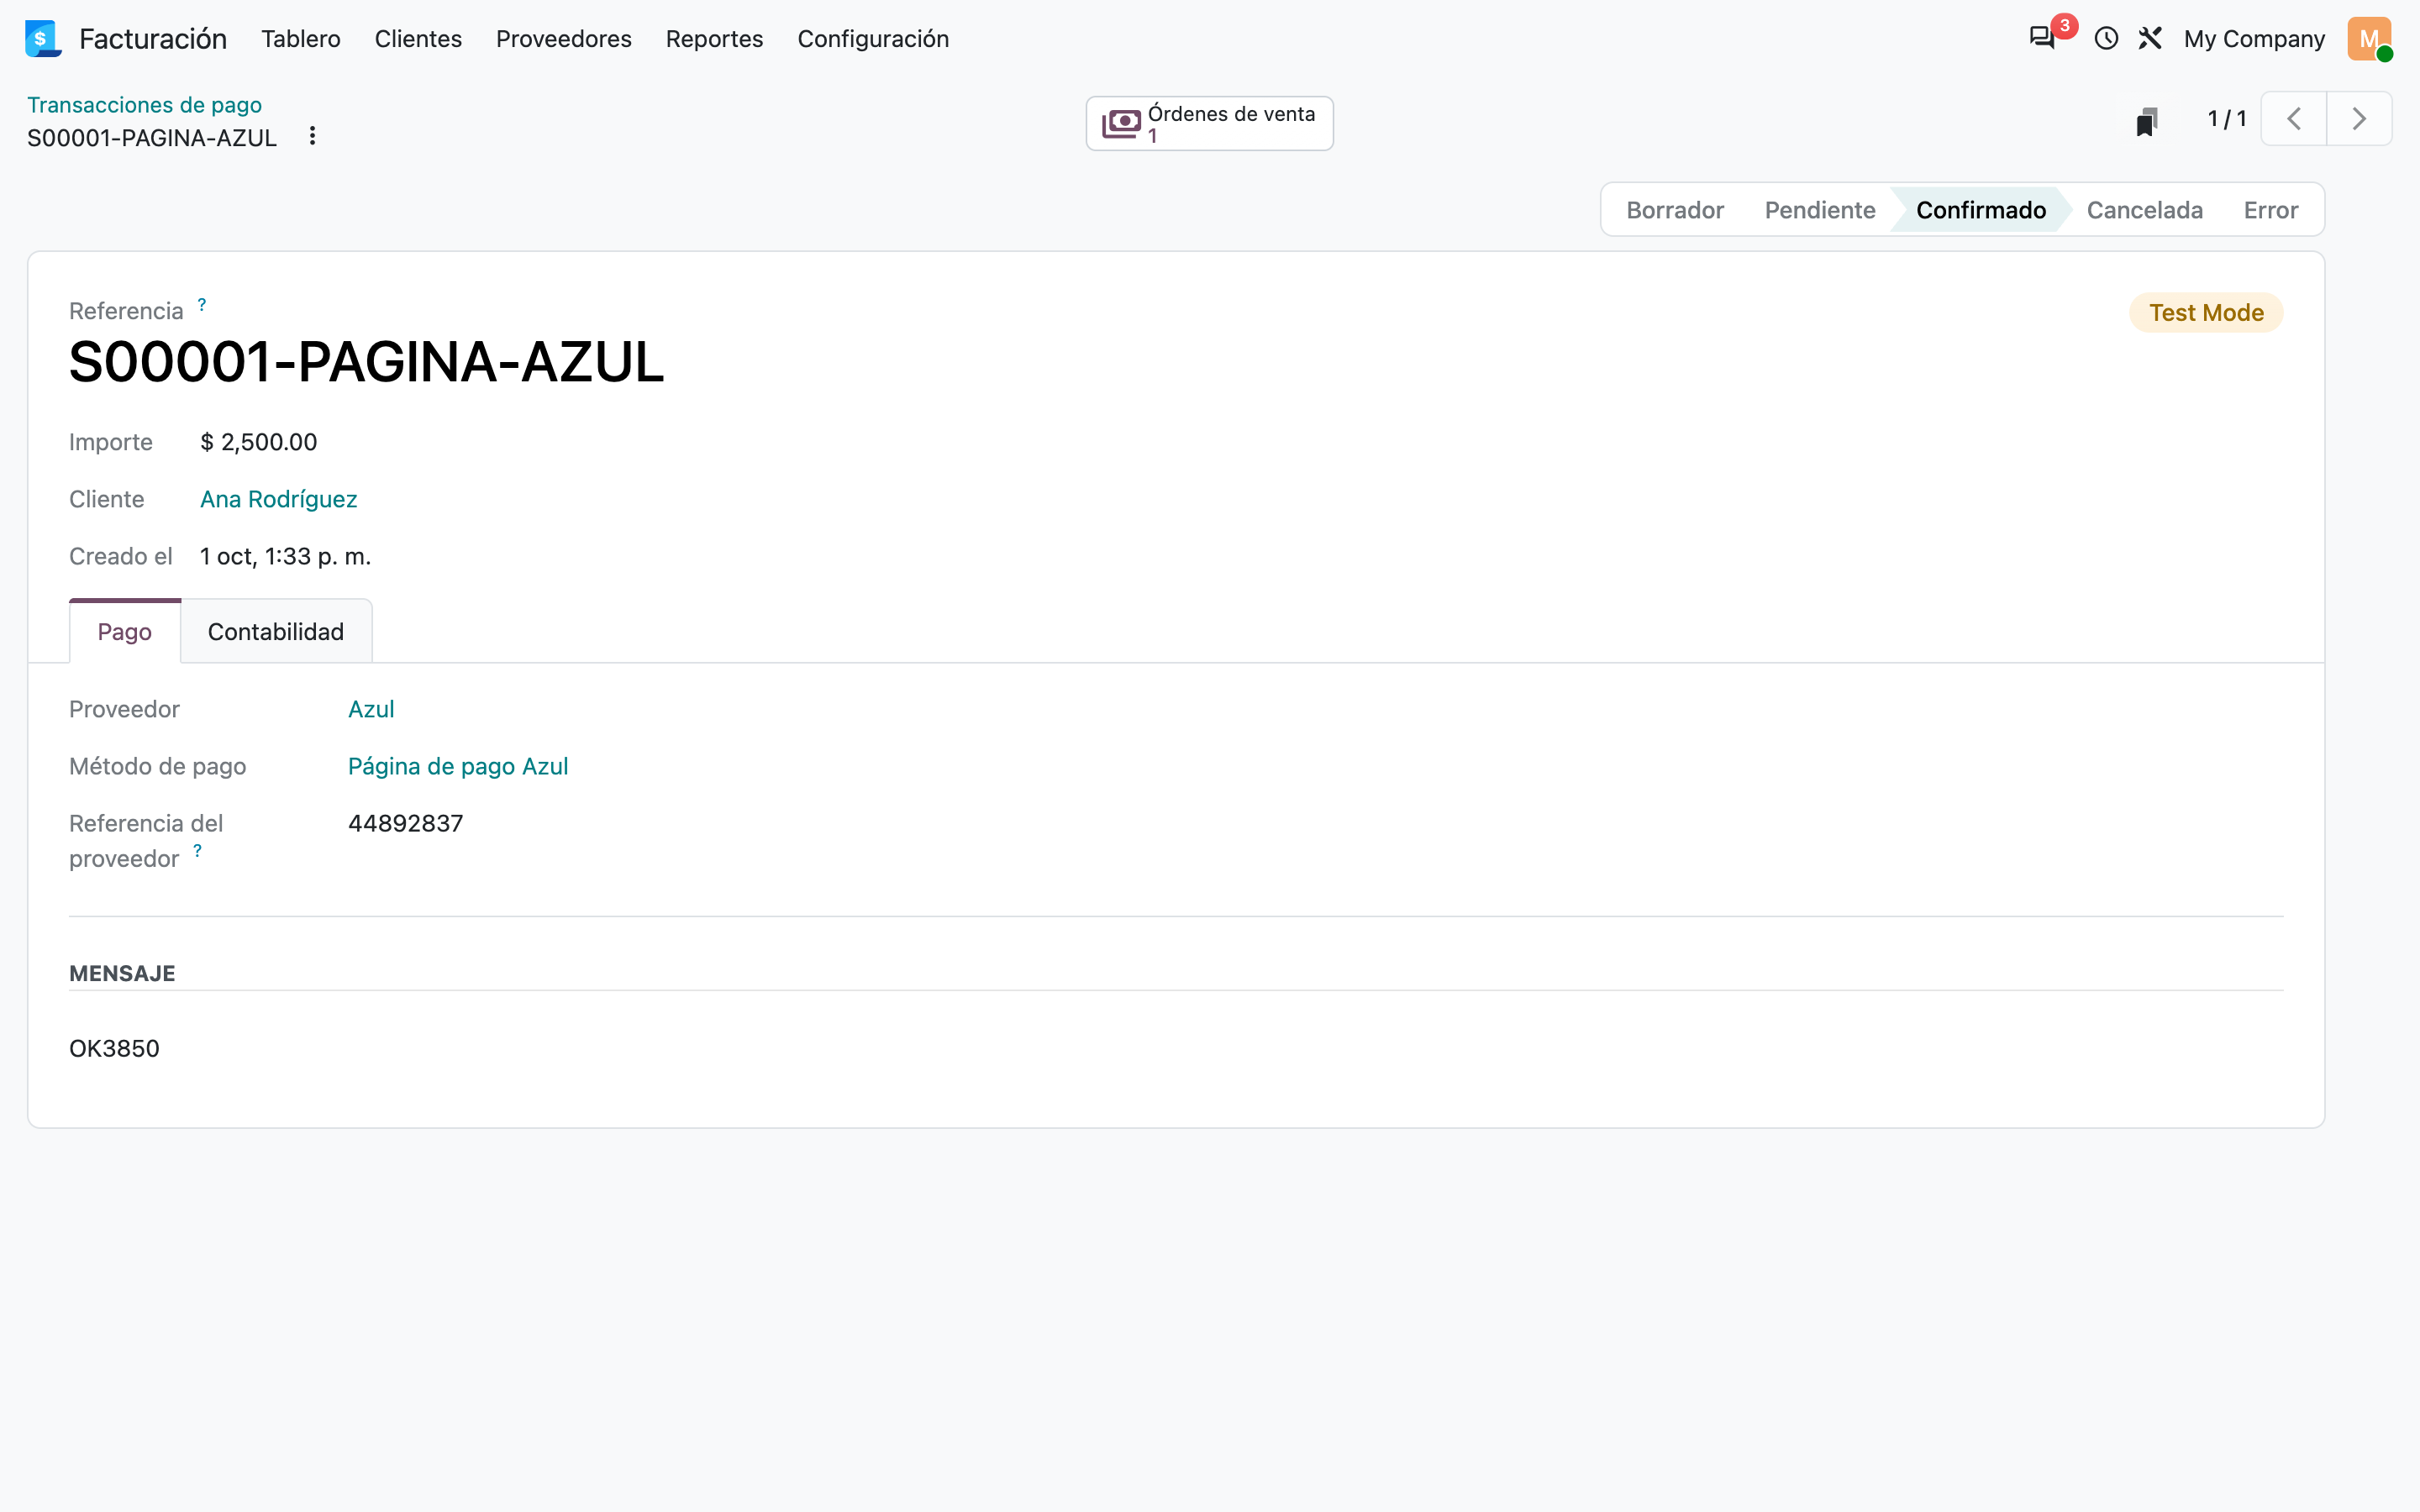 Facturación Tablero Clientes Proveedores Reportes Configuración 3 My Company M
Transacciones de pago
S00001-PAGINA-AZUL
Órdenes de venta
1
1 / 1
Borrador Pendiente Confirmado Cancelada Error
Referencia ?
Test Mode
S00001-PAGINA-AZUL
Importe $ 2,500.00
Cliente Ana Rodríguez
Creado el 1 oct, 1:33 p. m.
Pago Contabilidad
Proveedor Azul
Método de pago Página de pago Azul
Referencia del 44892837
proveedor ?
MENSAJE
OK3850